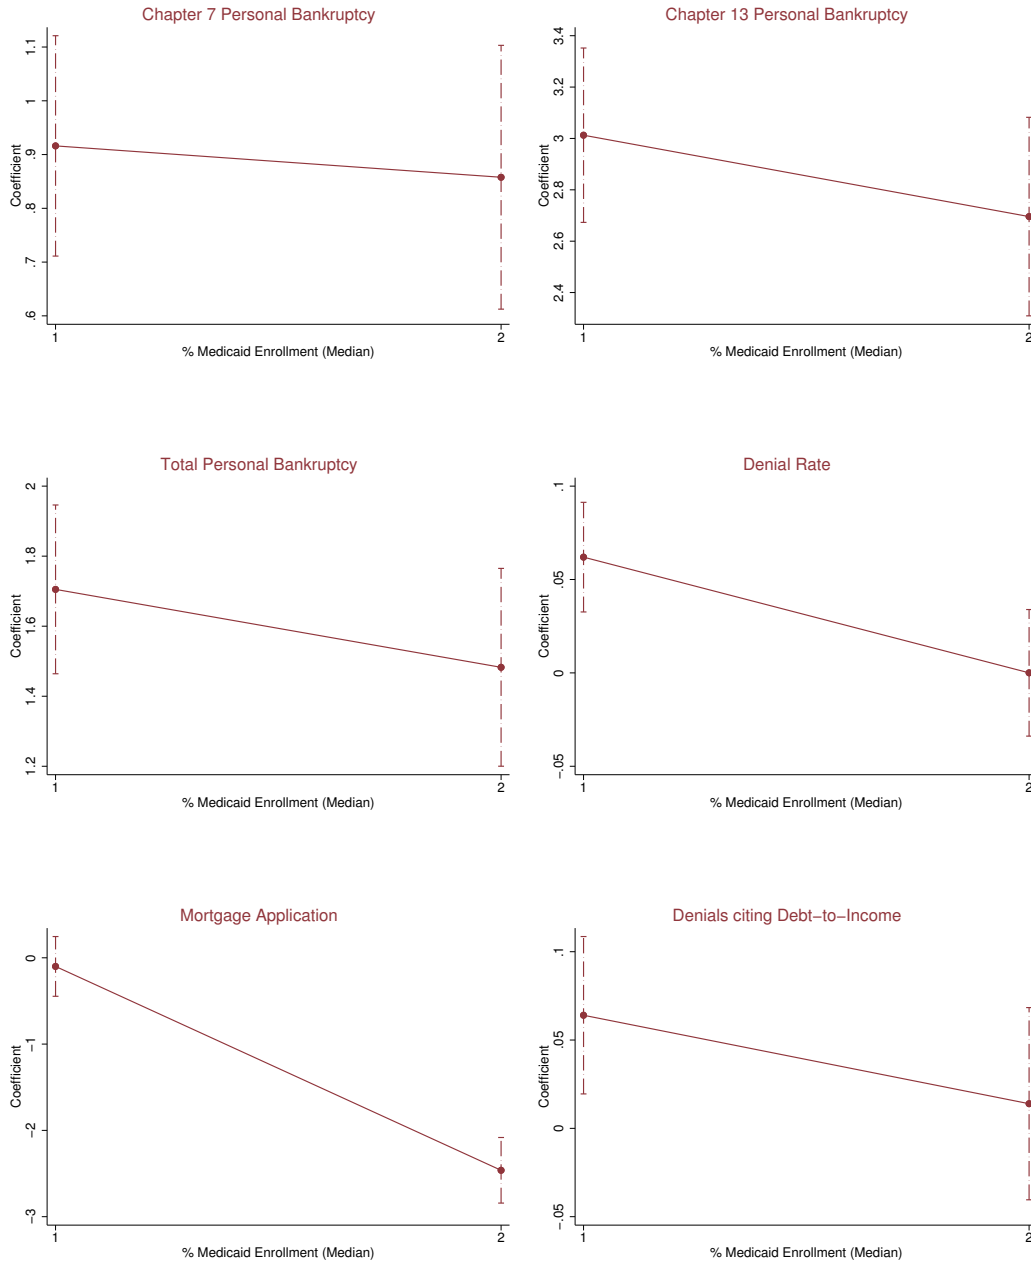 Chapter 7 Personal Bankruptcy
Coefficient
1.1
1
.9
.8
.7
.6
1
2
% Medicaid Enrollment (Median)
Chapter 13 Personal Bankruptcy
Coefficient
3.4
3.2
3
2.8
2.6
2.4
1
2
% Medicaid Enrollment (Median)
Total Personal Bankruptcy
Coefficient
2
1.8
1.6
1.4
1.2
1
2
% Medicaid Enrollment (Median)
Denial Rate
Coefficient
.1
.05
0
−.05
1
2
% Medicaid Enrollment (Median)
Mortgage Application
Coefficient
0
−1
−2
−3
1
2
% Medicaid Enrollment (Median)
Denials citing Debt−to−Income
Coefficient
.1
.05
0
−.05
1
2
% Medicaid Enrollment (Median)